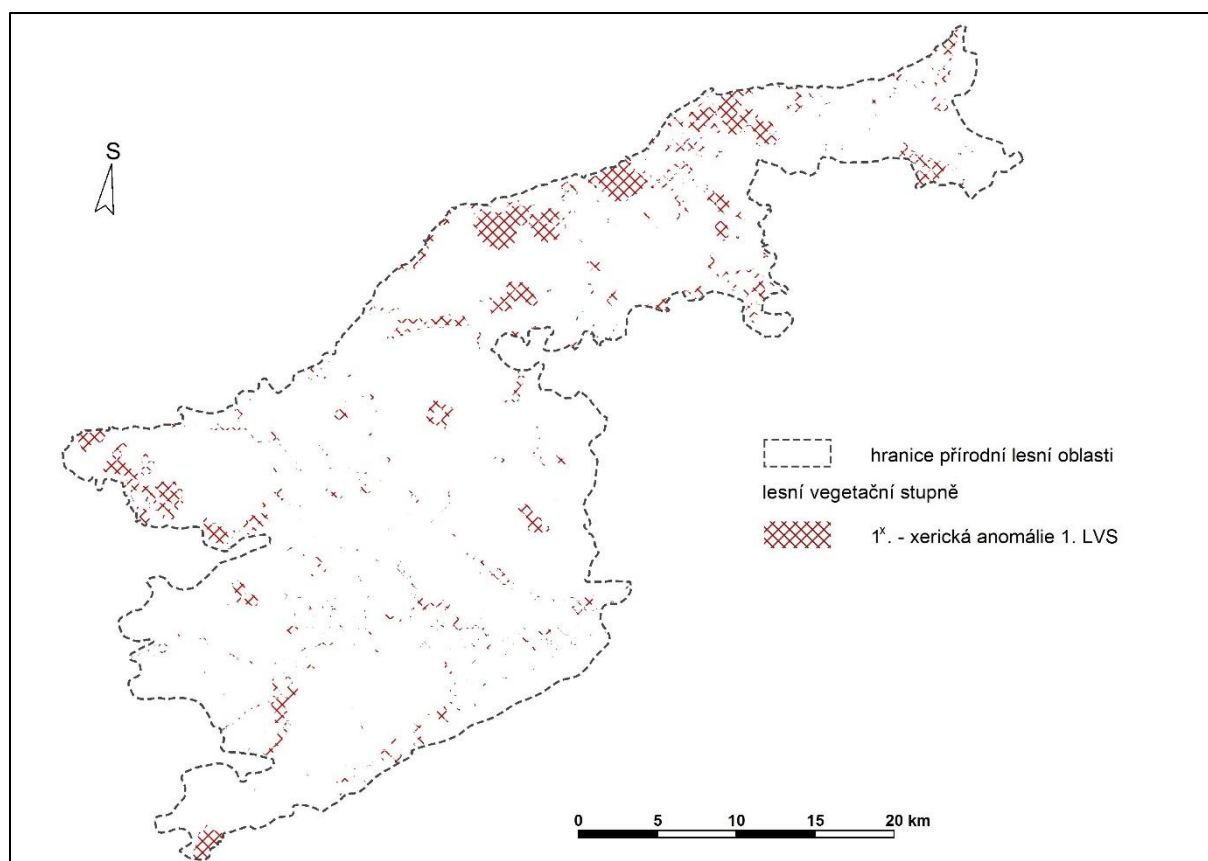 S
hranice přírodní lesní oblasti
lesní vegetační stupně
1x. - xerická anomálie 1. LVS
0 5 10 15 20 km